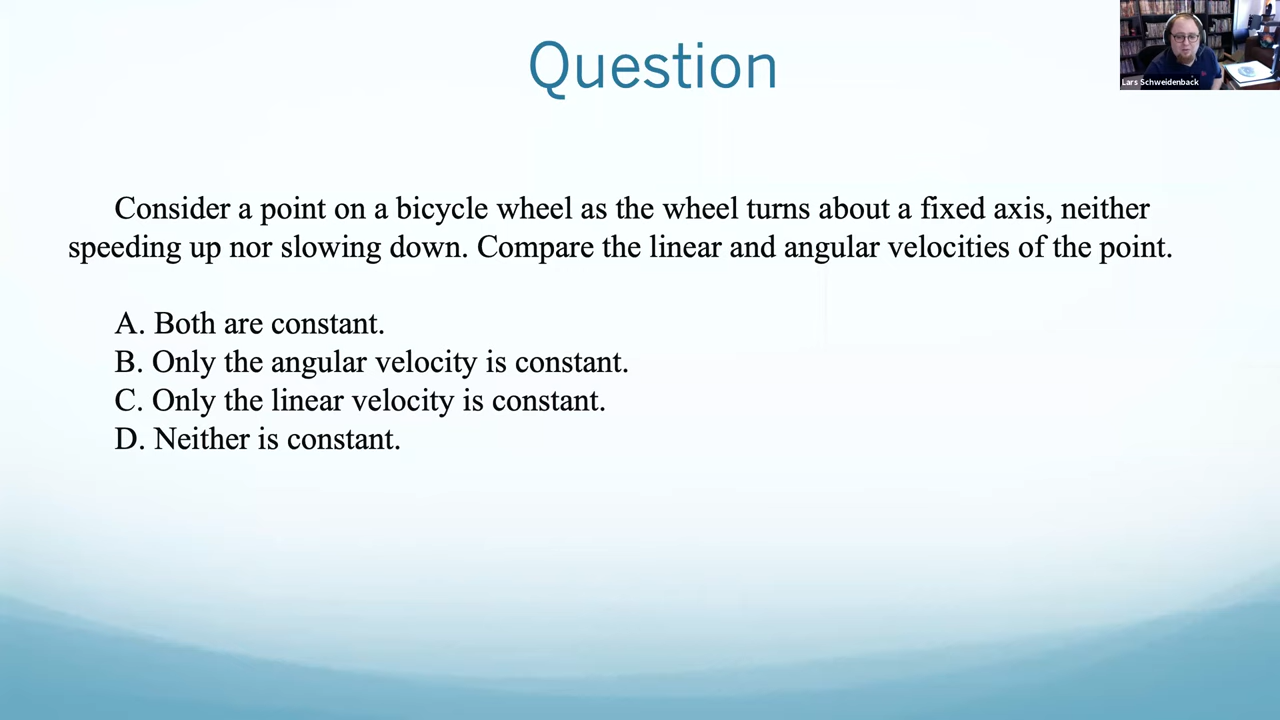 Question
Lars Schweidenback
Consider a point on a bicycle wheel as the wheel turns about a fixed axis, neither
speeding up nor slowing down. Compare the linear and angular velocities of the point.
A. Both are constant.
B. Only the angular velocity is constant.
C. Only the linear velocity is constant.
D. Neither is constant.